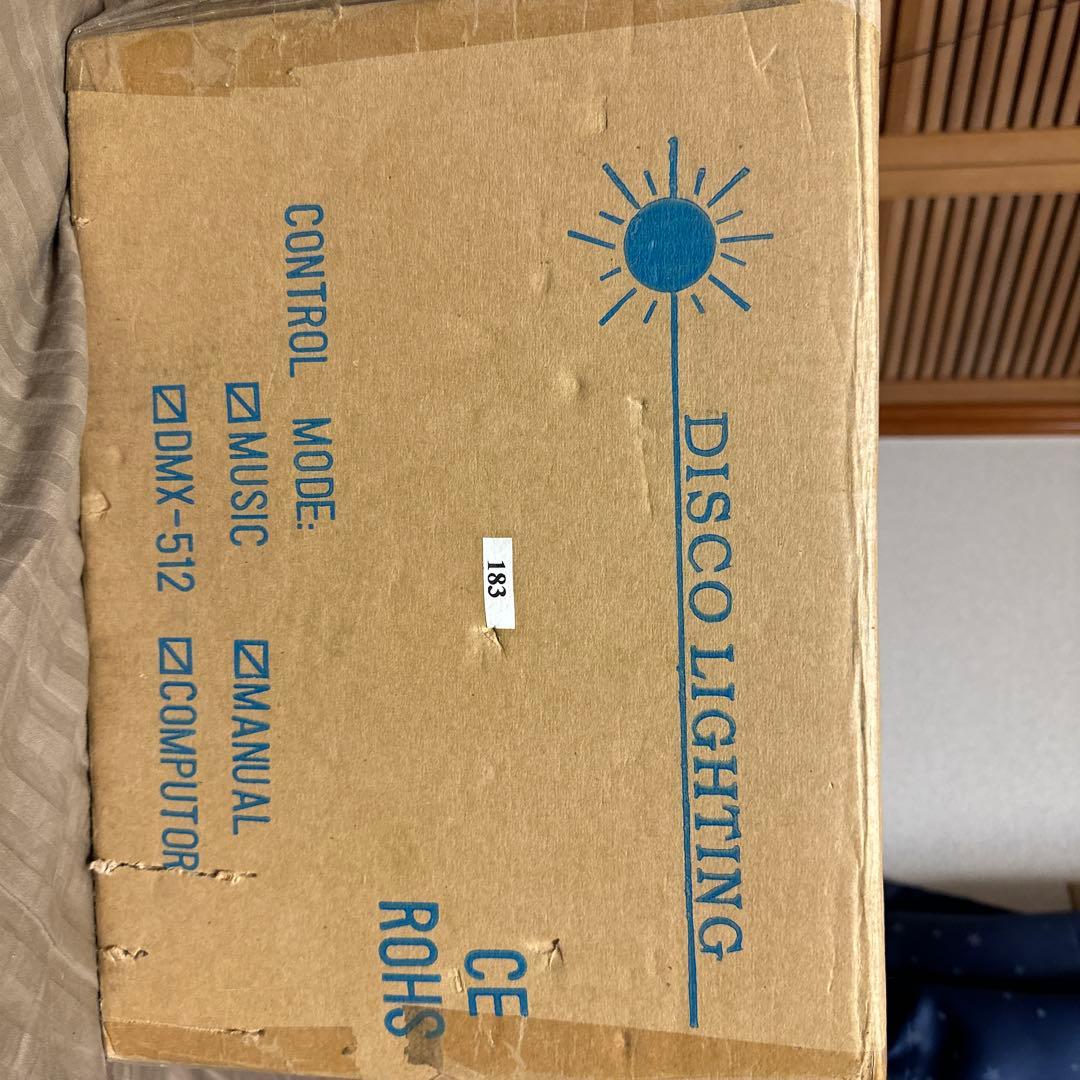 DISCO LIGHTING
183
CE
ROHS
CONTROL MODE:
☑MUSIC ☑MANUAL
☑DMX-512 ☑COMPUTOR